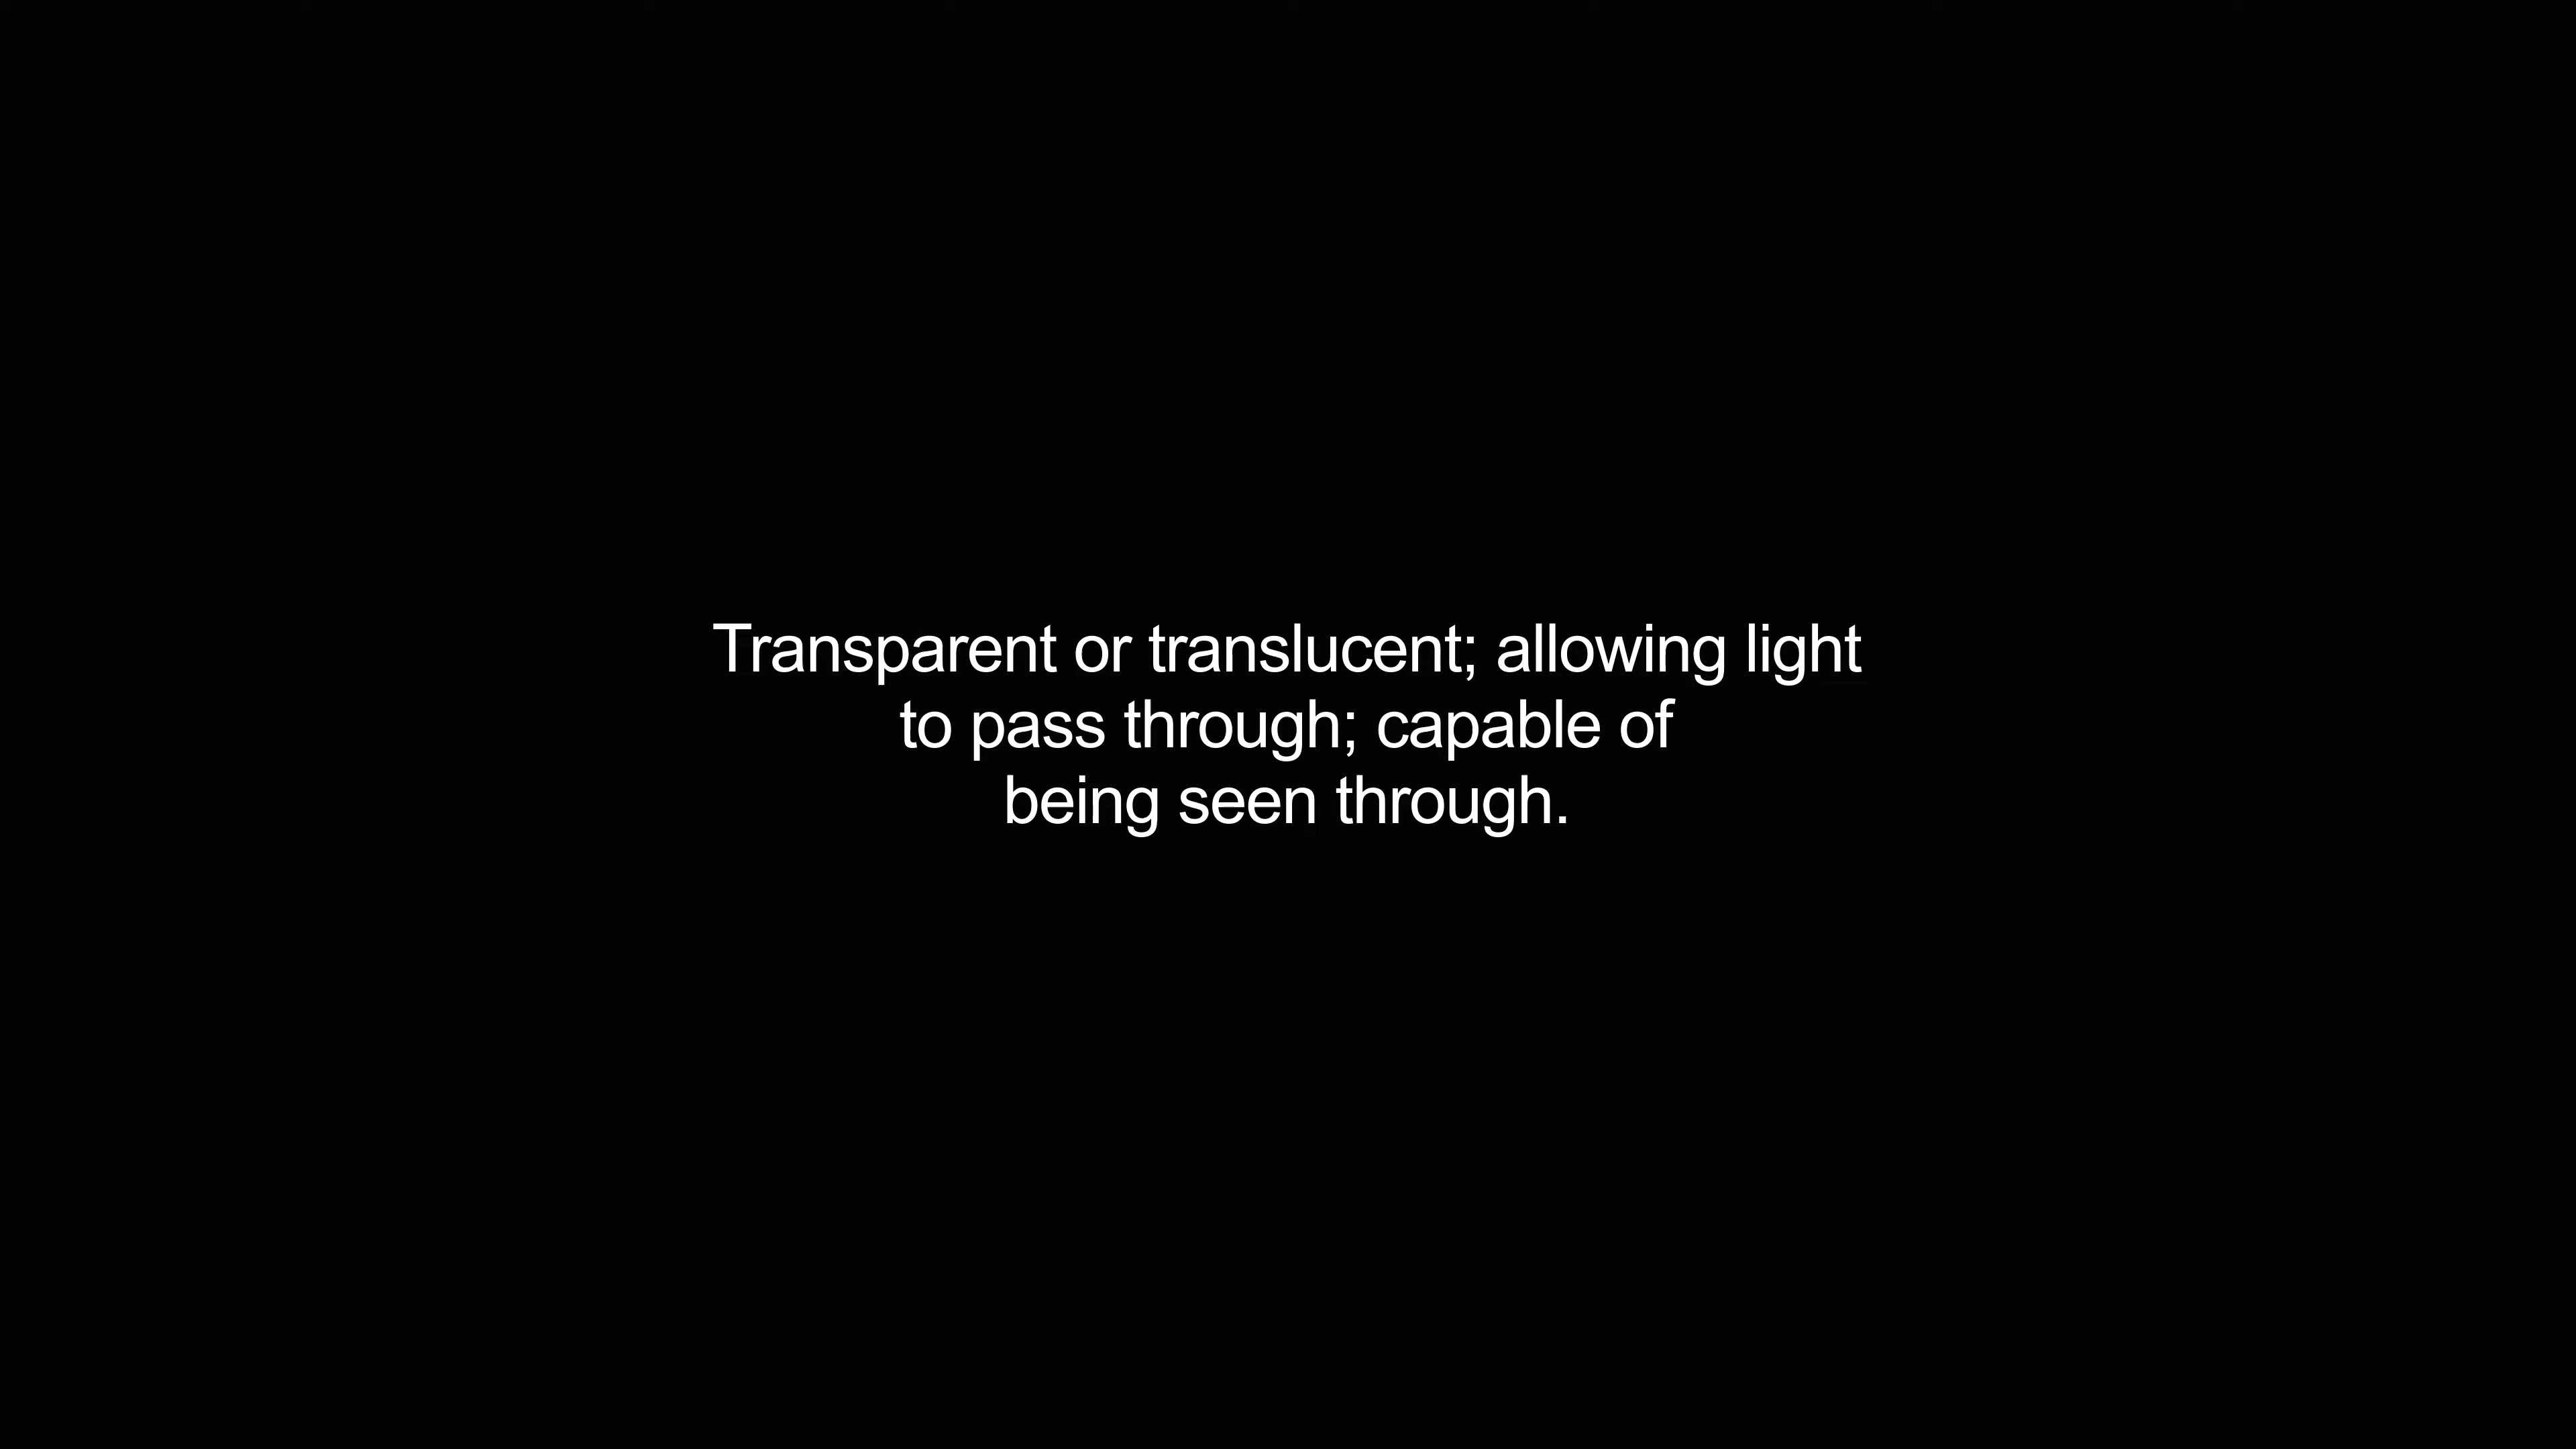 Transparent or translucent; allowing light
to pass through; capable of
being seen through.